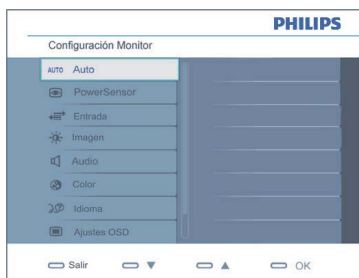 PHILIPS
Configuración Monitor
AUTO Auto
PowerSensor
Entrada
Imagen
Audio
Color
Idioma
Ajustes OSD
Salir ▼ ▲ OK